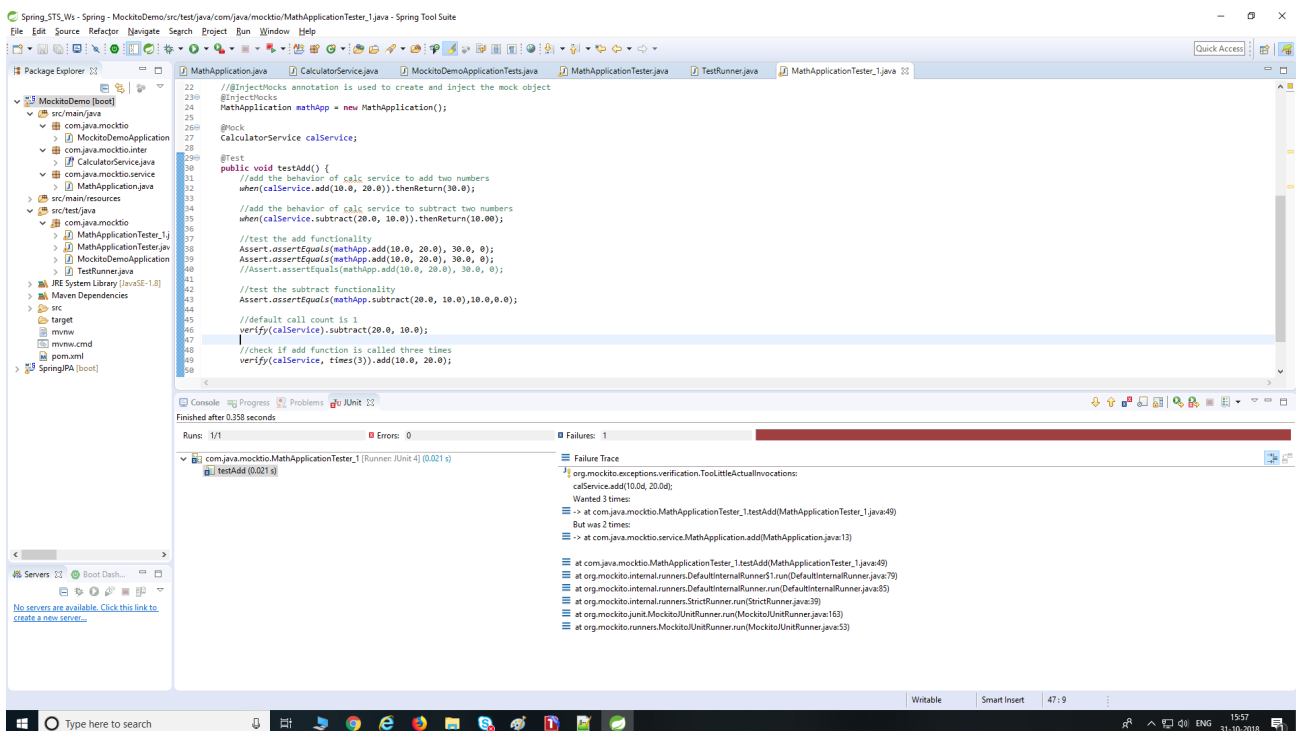 Spring_STS_Ws - Spring - MockitoDemo/src/test/java/com/java/mocktio/MathApplicationTester_1.java - Spring Tool Suite
File Edit Source Refactor Navigate Search Project Run Window Help
Quick Access
Package Explorer
MockitoDemo [boot]
src/main/java
com.java.mocktio
MockitoDemoApplication
com.java.mocktio.inter
CalculatorService.java
com.java.mocktio.service
MathApplication.java
src/main/resources
src/test/java
com.java.mocktio
MathApplicationTester_1.j
MathApplicationTester.jav
MockitoDemoApplication
TestRunner.java
JRE System Library [JavaSE-1.8]
Maven Dependencies
src
target
mvnw
mvnw.cmd
pom.xml
SpringJPA [boot]
MathApplication.java CalculatorService.java MockitoDemoApplicationTests.java MathApplicationTester.java TestRunner.java MathApplicationTester_1.java
22 //@InjectMocks annotation is used to create and inject the mock object
23 @InjectMocks
24 MathApplication mathApp = new MathApplication();
25
26 @Mock
27 CalculatorService calService;
28
29 @Test
30 public void testAdd() {
31 //add the behavior of calc service to add two numbers
32 when(calService.add(10.0, 20.0)).thenReturn(30.0);
33
34 //add the behavior of calc service to subtract two numbers
35 when(calService.subtract(20.0, 10.0)).thenReturn(10.00);
36
37 //test the add functionality
38 Assert.assertEquals(mathApp.add(10.0, 20.0), 30.0, 0);
39 Assert.assertEquals(mathApp.add(10.0, 20.0), 30.0, 0);
40 //Assert.assertEquals(mathApp.add(10.0, 20.0), 30.0, 0);
41
42 //test the subtract functionality
43 Assert.assertEquals(mathApp.subtract(20.0, 10.0),10.0,0.0);
44
45 //default call count is 1
46 verify(calService).subtract(20.0, 10.0);
47
48 //check if add function is called three times
49 verify(calService, times(3)).add(10.0, 20.0);
50
Console Progress Problems JUnit
Finished after 0.358 seconds
Runs: 1/1 Errors: 0 Failures: 1
com.java.mocktio.MathApplicationTester_1 [Runner: JUnit 4] (0.021 s)
testAdd (0.021 s)
Failure Trace
org.mockito.exceptions.verification.TooLittleActualInvocations:
calService.add(10.0d, 20.0d);
Wanted 3 times:
-> at com.java.mocktio.MathApplicationTester_1.testAdd(MathApplicationTester_1.java:49)
But was 2 times:
-> at com.java.mocktio.service.MathApplication.add(MathApplication.java:13)
at com.java.mocktio.MathApplicationTester_1.testAdd(MathApplicationTester_1.java:49)
at org.mockito.internal.runners.DefaultInternalRunner$1.run(DefaultInternalRunner.java:79)
at org.mockito.internal.runners.DefaultInternalRunner.run(DefaultInternalRunner.java:85)
at org.mockito.internal.runners.StrictRunner.run(StrictRunner.java:39)
at org.mockito.junit.MockitoJUnitRunner.run(MockitoJUnitRunner.java:163)
at org.mockito.runners.MockitoJUnitRunner.run(MockitoJUnitRunner.java:53)
Servers Boot Dash...
No servers are available. Click this link to
create a new server...
Writable Smart Insert 47 : 9
Type here to search
ENG
15:57
31-10-2018